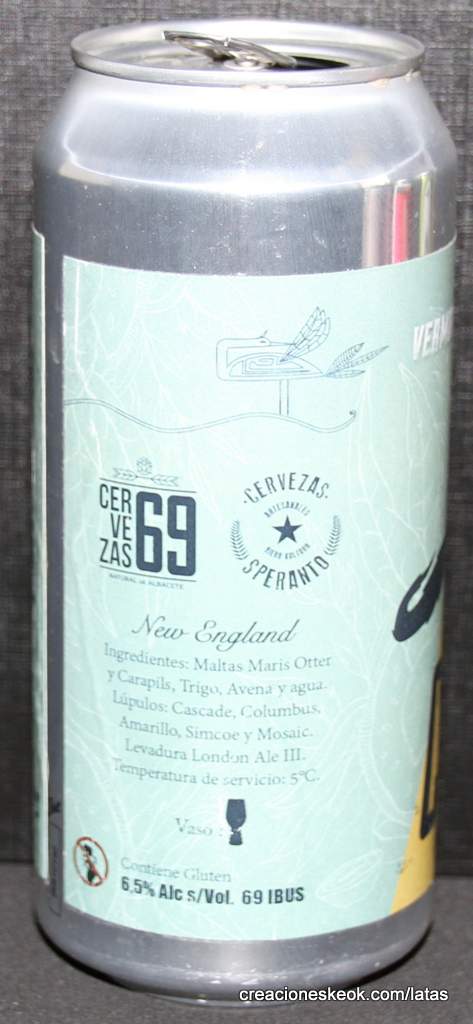 CER
VE
ZAS
69
NATURAL de ALBACETE
·CERVEZAS·
ARTESANALES
SPERANTO
New England
Ingredientes: Maltas Maris Otter
y Carapils, Trigo, Avena y agua.
Lúpulos: Cascade, Columbus,
Amarillo, Simcoe y Mosaic.
Levadura London Ale III.
Temperatura de servicio: 5°C.
Vaso :
Contiene Gluten
6,5% Alc s/Vol. 69 IBUS
creacioneskeok.com/latas